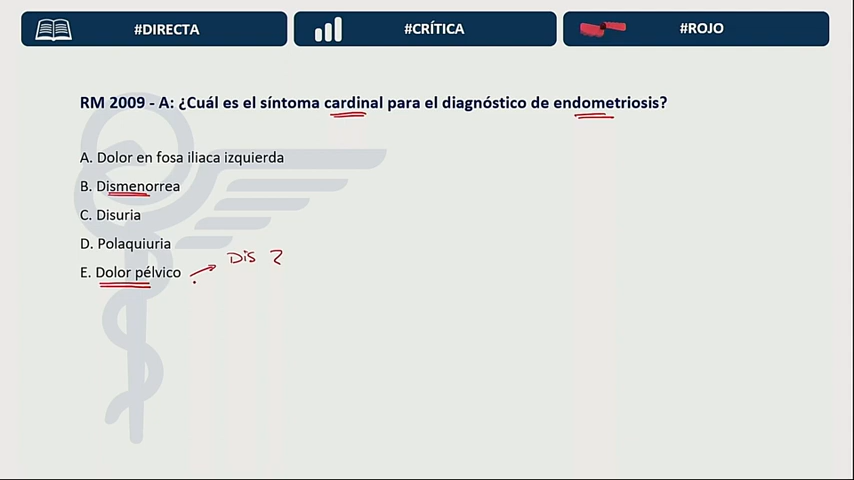 #DIRECTA
#CRÍTICA
#ROJO
RM 2009 - A: ¿Cuál es el síntoma cardinal para el diagnóstico de endometriosis?
A. Dolor en fosa iliaca izquierda
B. Dismenorrea
C. Disuria
D. Polaquiuria
E. Dolor pélvico
Dis 2